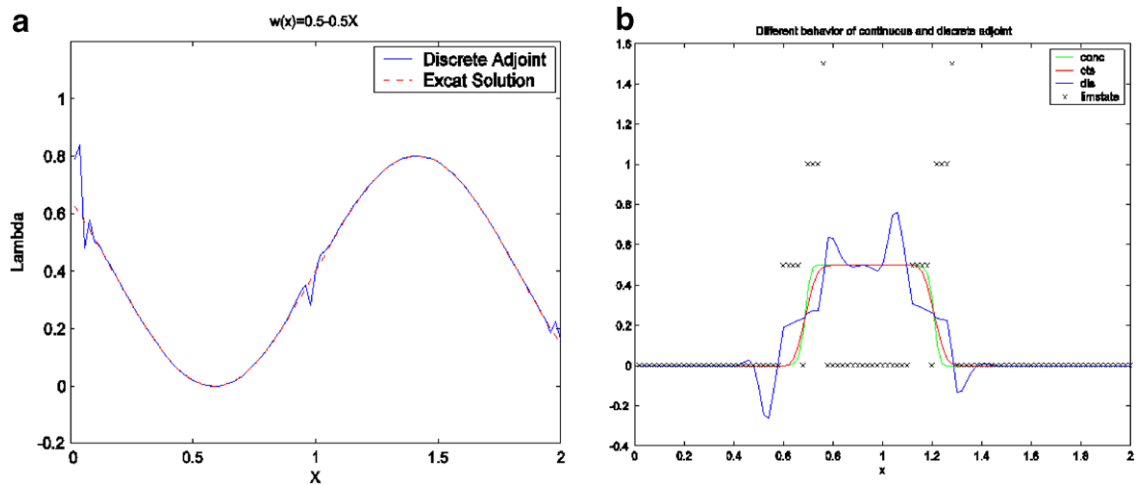 a
w(x)=0.5-0.5X
Discrete Adjoint
Excat Solution
1
0.8
0.6
0.4
0.2
0
-0.2
Lambda
0
0.5
1
1.5
2
X
b
Different behavior of continuous and discrete adjoint
conc
cts
dis
limstate
1.6
1.4
1.2
1
0.8
0.6
0.4
0.2
0
-0.2
-0.4
0
0.2
0.4
0.6
0.8
1
1.2
1.4
1.6
1.8
2
x